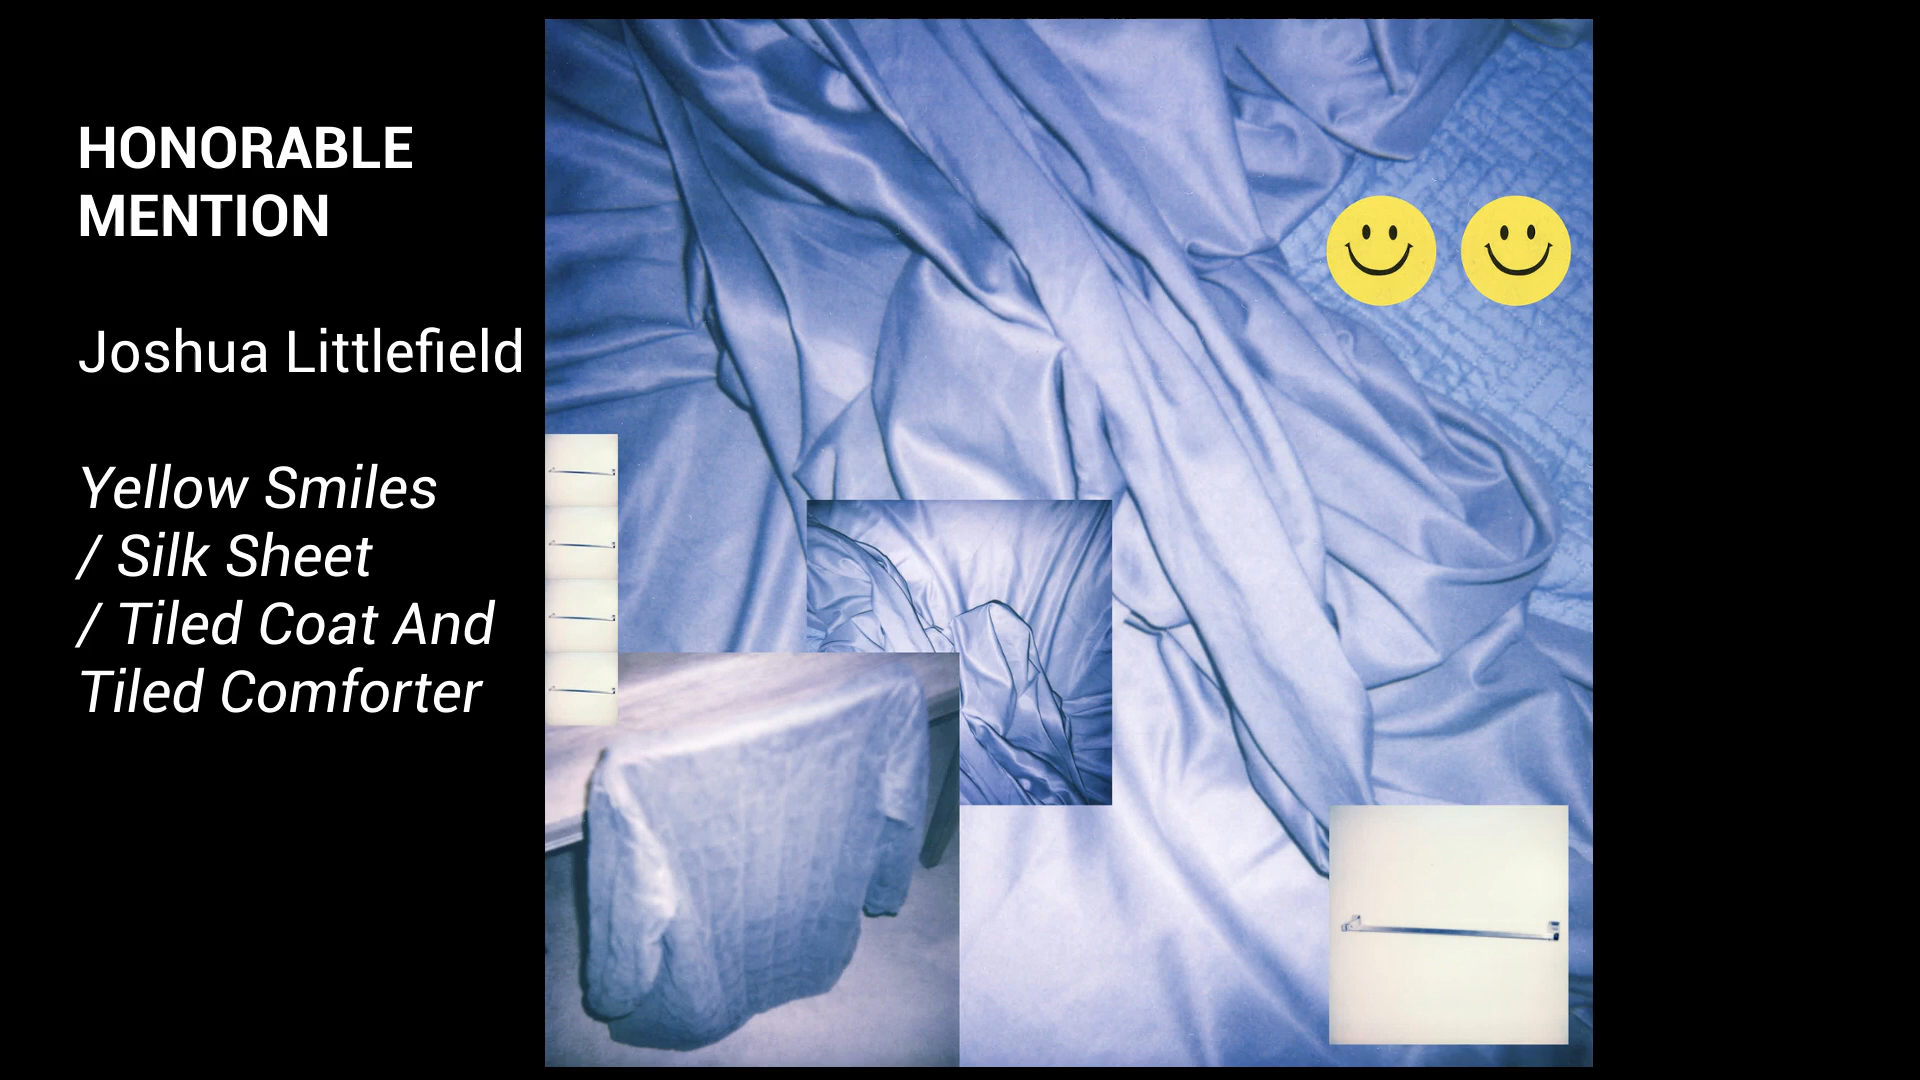 HONORABLE
MENTION
Joshua Littlefield
Yellow Smiles
/ Silk Sheet
/ Tiled Coat And
Tiled Comforter